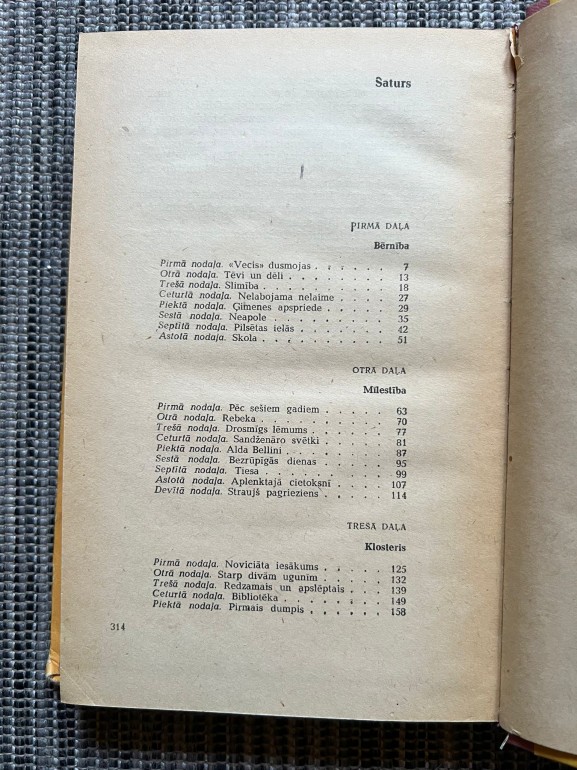 Saturs
PIRMĀ DAĻA
Bērnība
Pirmā nodaļa. «Vecis» dusmojas . . . . . . 7
Otrā nodaļa. Tēvi un dēli . . . . . . . 13
Trešā nodaļa. Slimība . . . . . . . . 18
Ceturtā nodaļa. Nelabojama nelaime . . . . . 27
Piektā nodaļa. Ģimenes apspriede . . . . . 29
Sestā nodaļa. Neapole . . . . . . . . 35
Septītā nodaļa. Pilsētas ielās . . . . . . 42
Astotā nodaļa. Skola . . . . . . . . 51
OTRĀ DAĻA
Mīlestība
Pirmā nodaļa. Pēc sešiem gadiem . . . . . 63
Otrā nodaļa. Rebeka . . . . . . . . 70
Trešā nodaļa. Drosmīgs lēmums . . . . . . 77
Ceturtā nodaļa. Sandženāro svētki . . . . . 81
Piektā nodaļa. Alda Bellini . . . . . . . 87
Sestā nodaļa. Bezrūpīgās dienas . . . . . 95
Septītā nodaļa. Tiesa . . . . . . . . 99
Astotā nodaļa. Aplenktajā cietoksnī . . . . . 107
Devītā nodaļa. Straujš pagrieziens . . . . . 114
TREŠĀ DAĻA
Klosteris
Pirmā nodaļa. Noviciāta iesākums . . . . . 125
Otrā nodaļa. Starp divām ugunīm . . . . . 132
Trešā nodaļa. Redzamais un apslēptais . . . . 139
Ceturtā nodaļa. Bibliotēka . . . . . . . 149
Piektā nodaļa. Pirmais dumpis . . . . . . 158
314